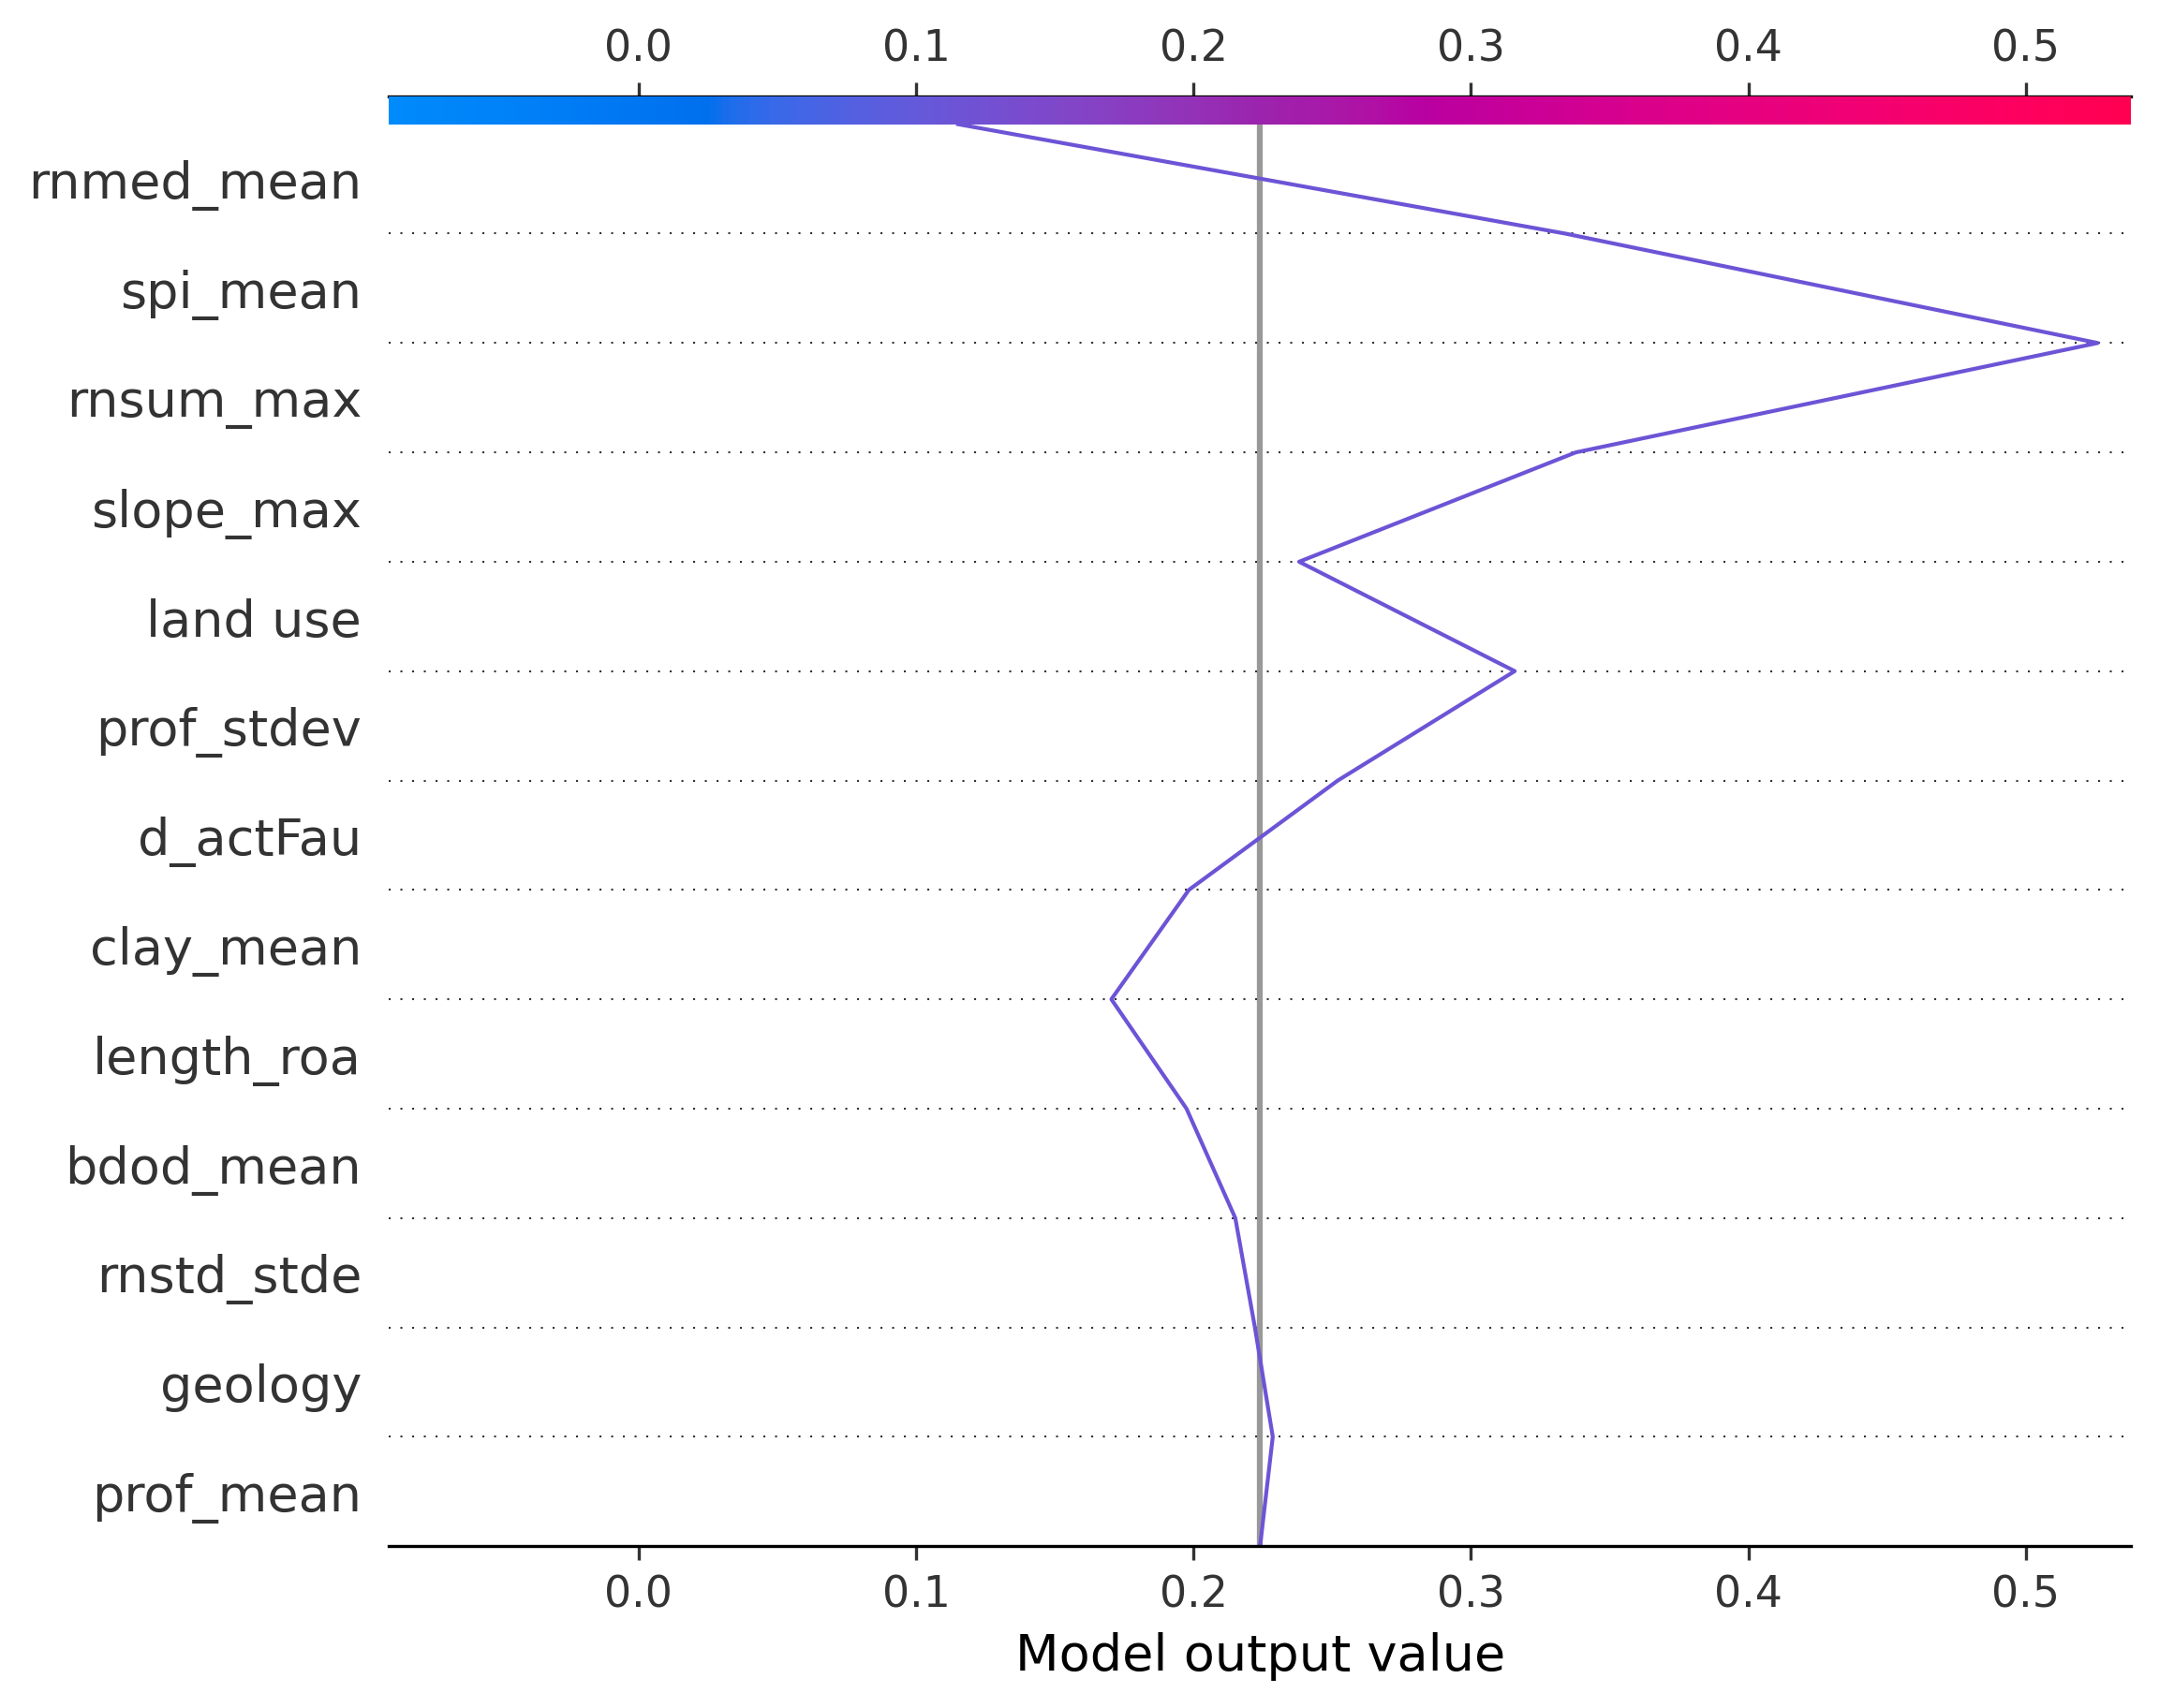 0.0 0.1 0.2 0.3 0.4 0.5
rnmed_mean
spi_mean
rnsum_max
slope_max
land use
prof_stdev
d_actFau
clay_mean
length_roa
bdod_mean
rnstd_stde
geology
prof_mean
0.0 0.1 0.2 0.3 0.4 0.5
Model output value